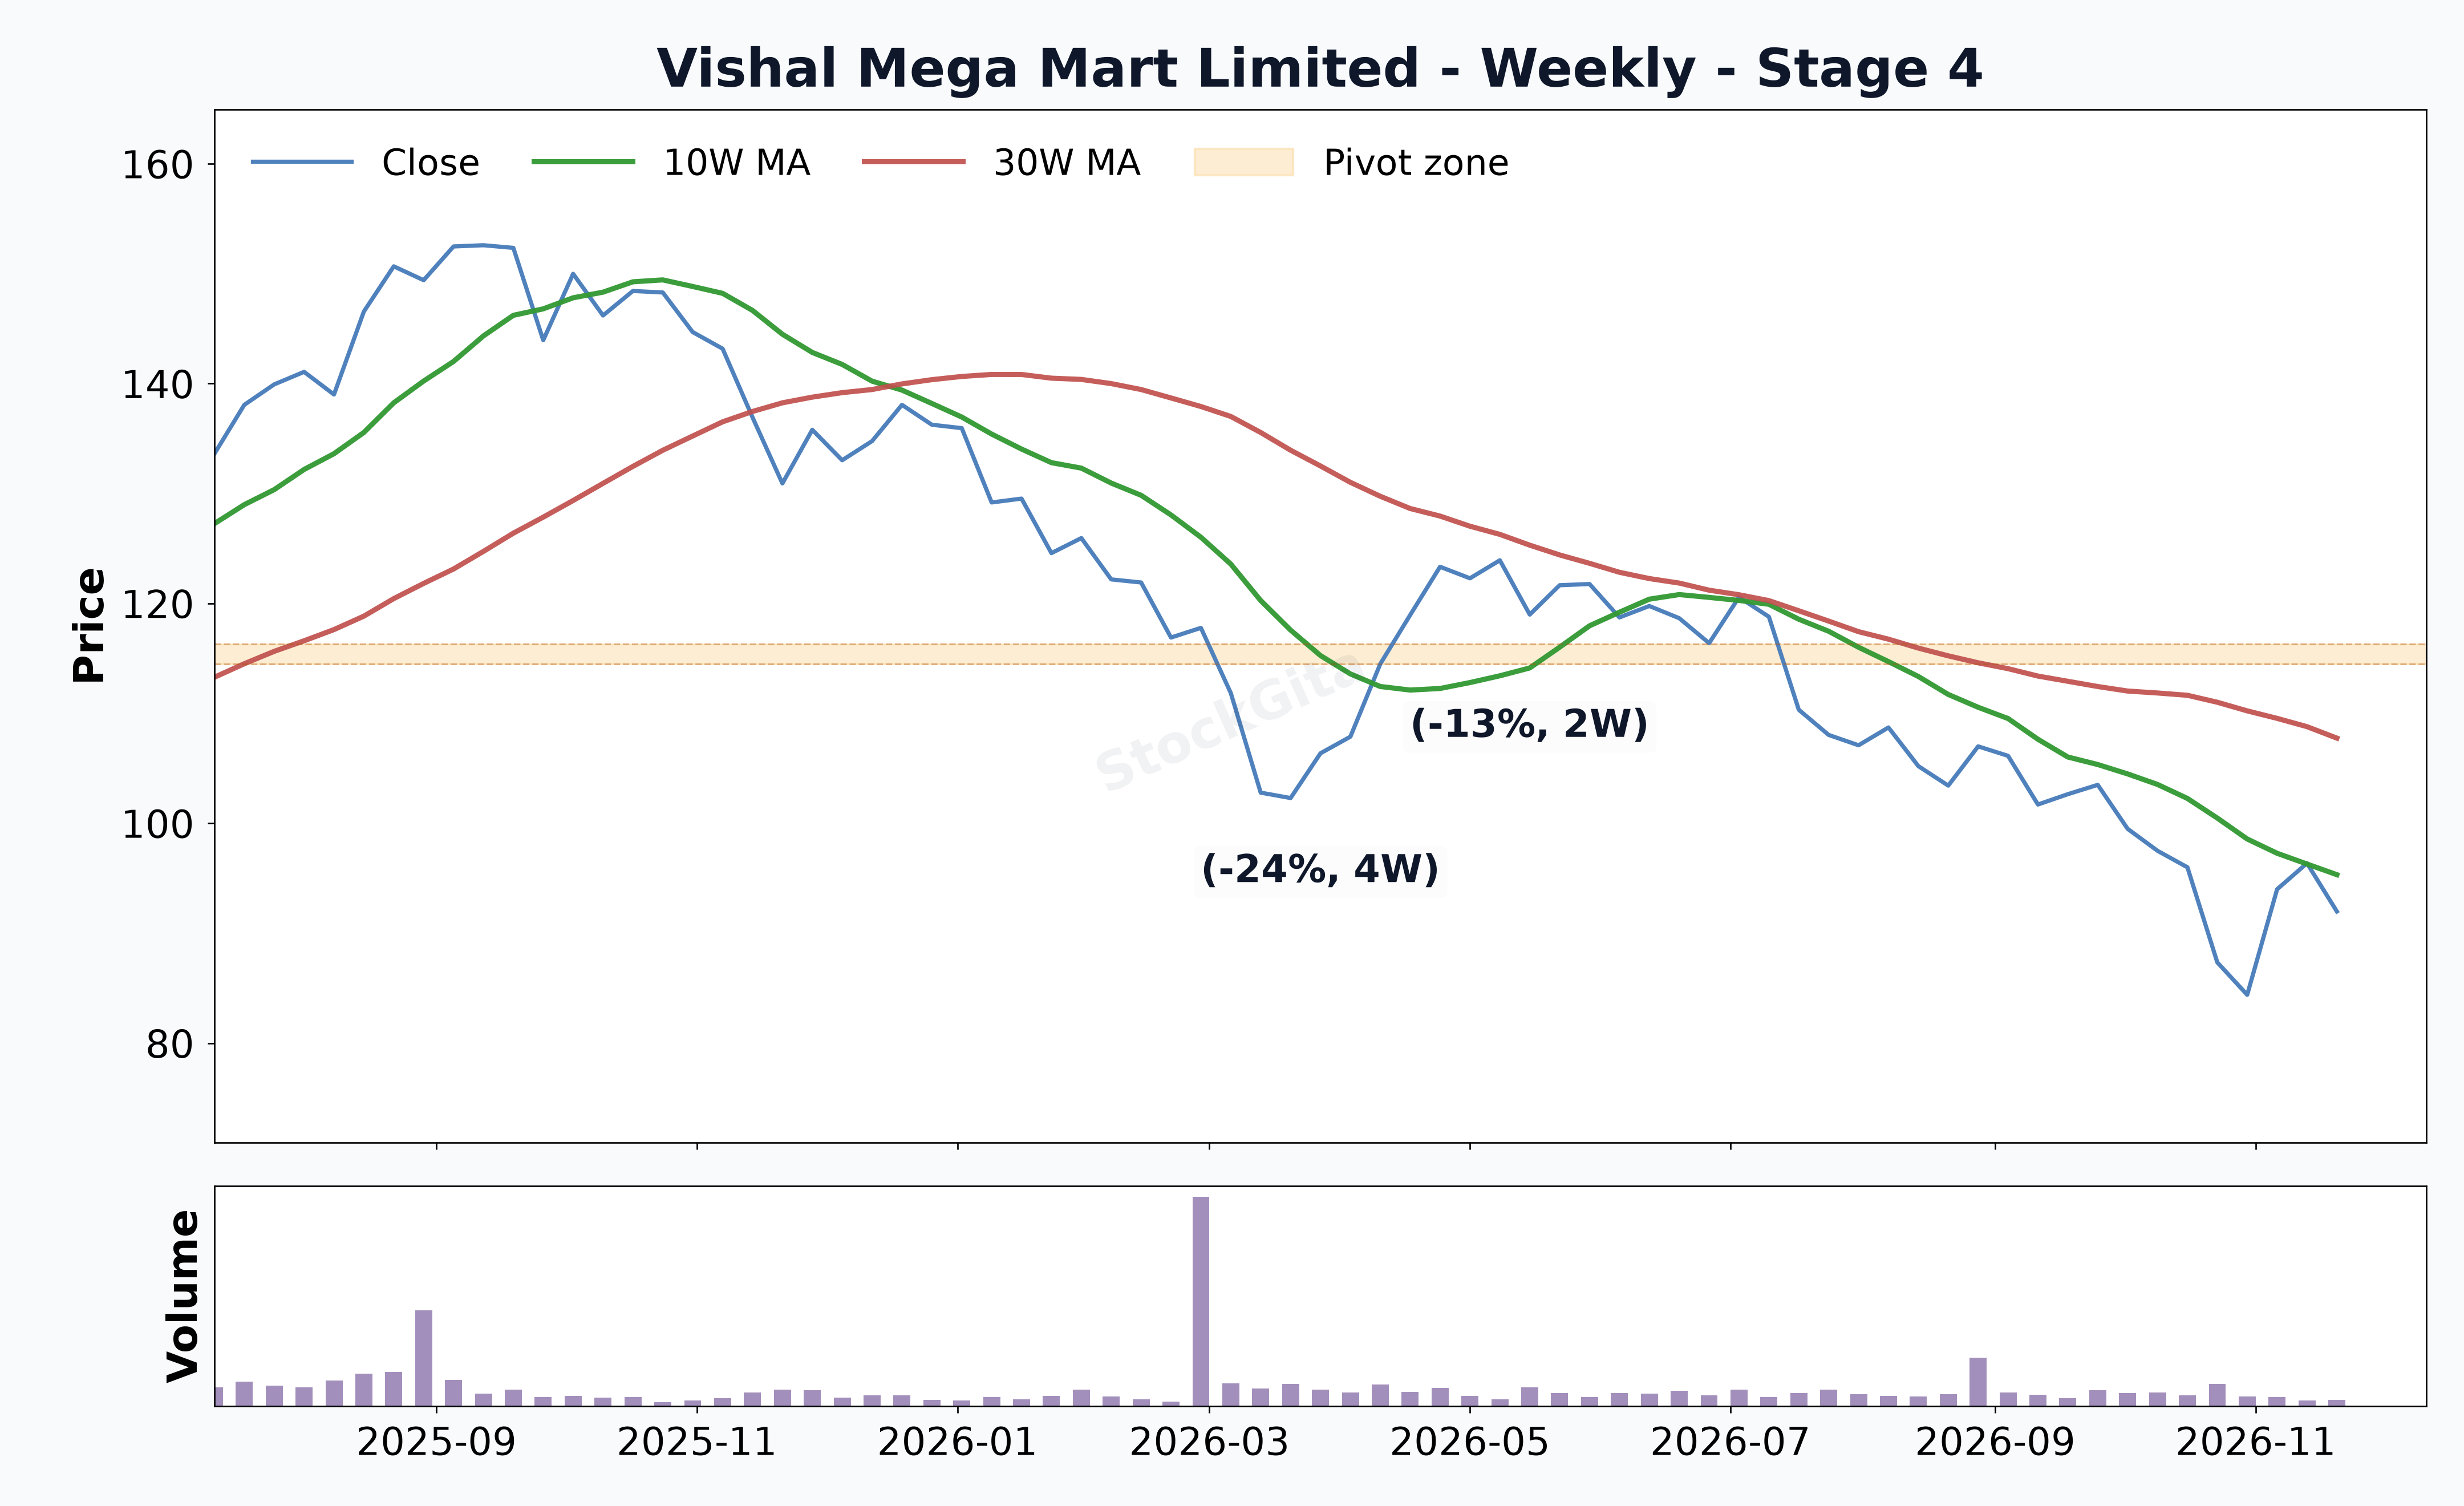 Vishal Mega Mart Limited - Weekly - Stage 4
Close 10W MA 30W MA Pivot zone
160
140
120
100
80
Price
StockGita
(-13%, 2W)
(-24%, 4W)
Volume
2025-09 2025-11 2026-01 2026-03 2026-05 2026-07 2026-09 2026-11